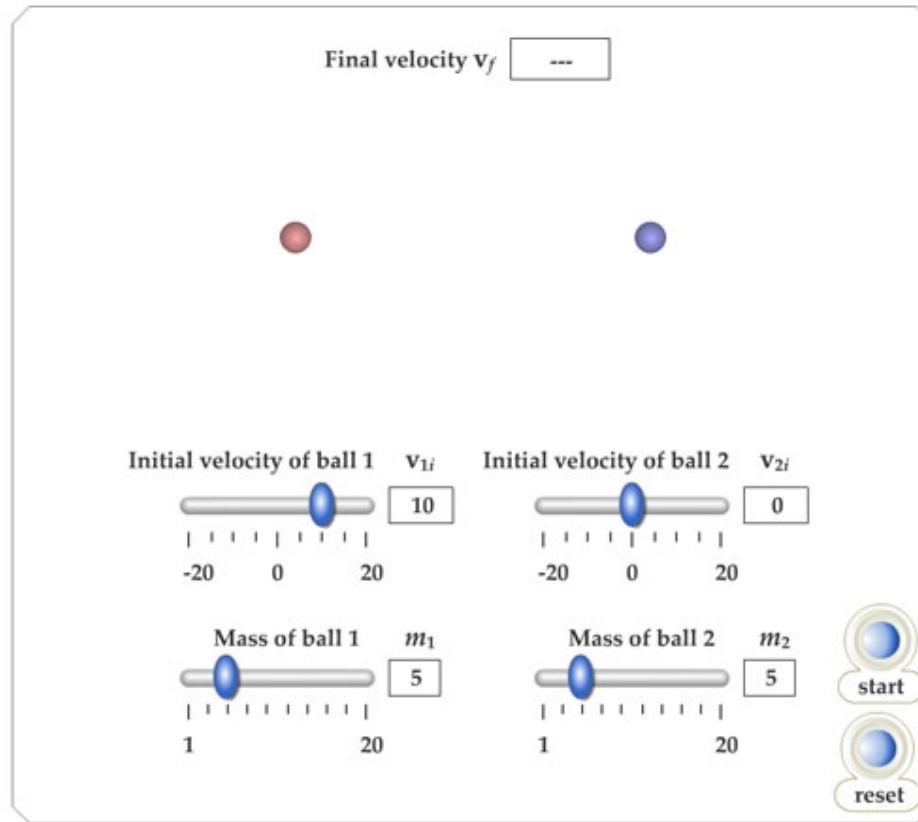 Final velocity v_f ---
Initial velocity of ball 1 v_1i
10
-20 0 20
Initial velocity of ball 2 v_2i
0
-20 0 20
Mass of ball 1 m_1
5
1 20
Mass of ball 2 m_2
5
1 20
start
reset